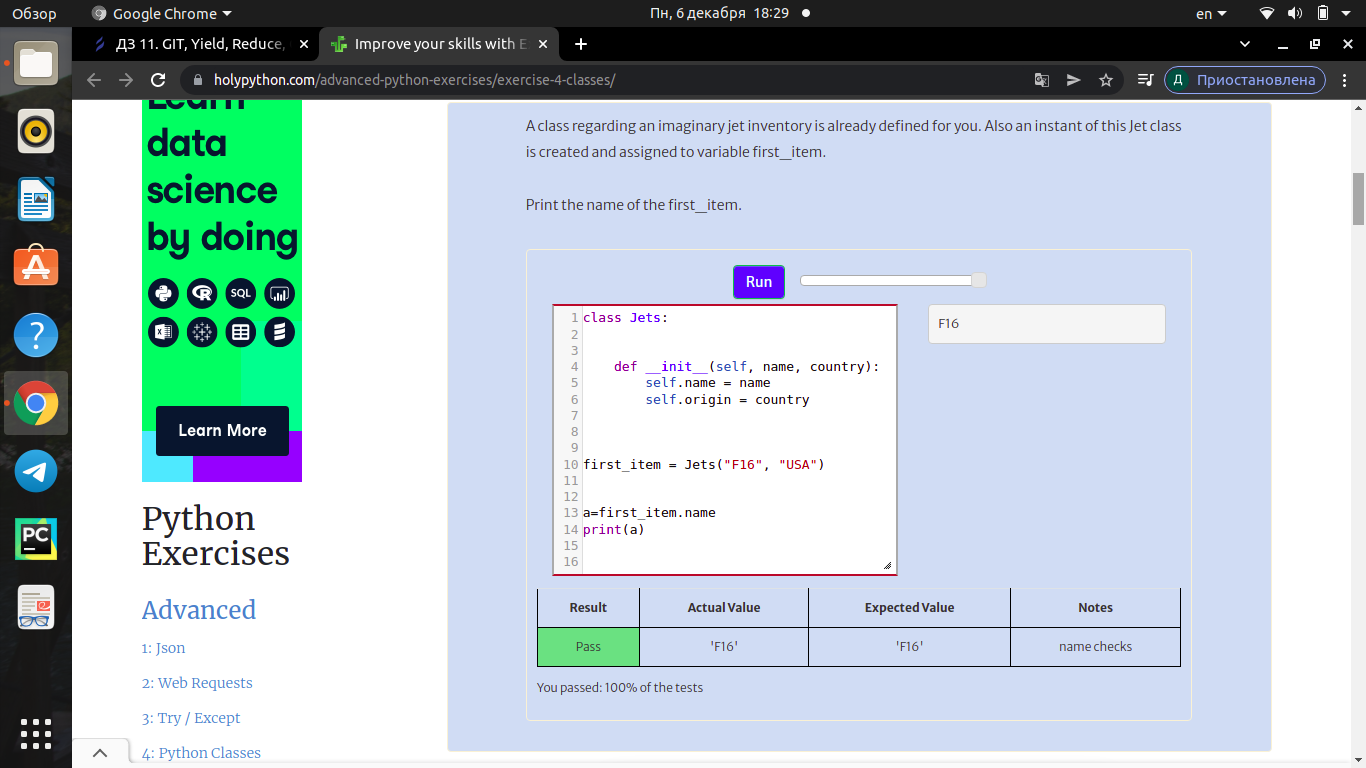 Обзор
Google Chrome
Пн, 6 декабря 18:29
en
ДЗ 11. GIT, Yield, Reduce,
Improve your skills with E
holypython.com/advanced-python-exercises/exercise-4-classes/
Д Приостановлена
Learn
data
science
by doing
R
SQL
Learn More
Python
Exercises
Advanced
1: Json
2: Web Requests
3: Try / Except
4: Python Classes
A class regarding an imaginary jet inventory is already defined for you. Also an instant of this Jet class
is created and assigned to variable first_item.
Print the name of the first_item.
Run
1 class Jets:
2
3
4 def __init__(self, name, country):
5 self.name = name
6 self.origin = country
7
8
9
10 first_item = Jets("F16", "USA")
11
12
13 a=first_item.name
14 print(a)
15
16
F16
Result Actual Value Expected Value Notes
Pass 'F16' 'F16' name checks
You passed: 100% of the tests
PC